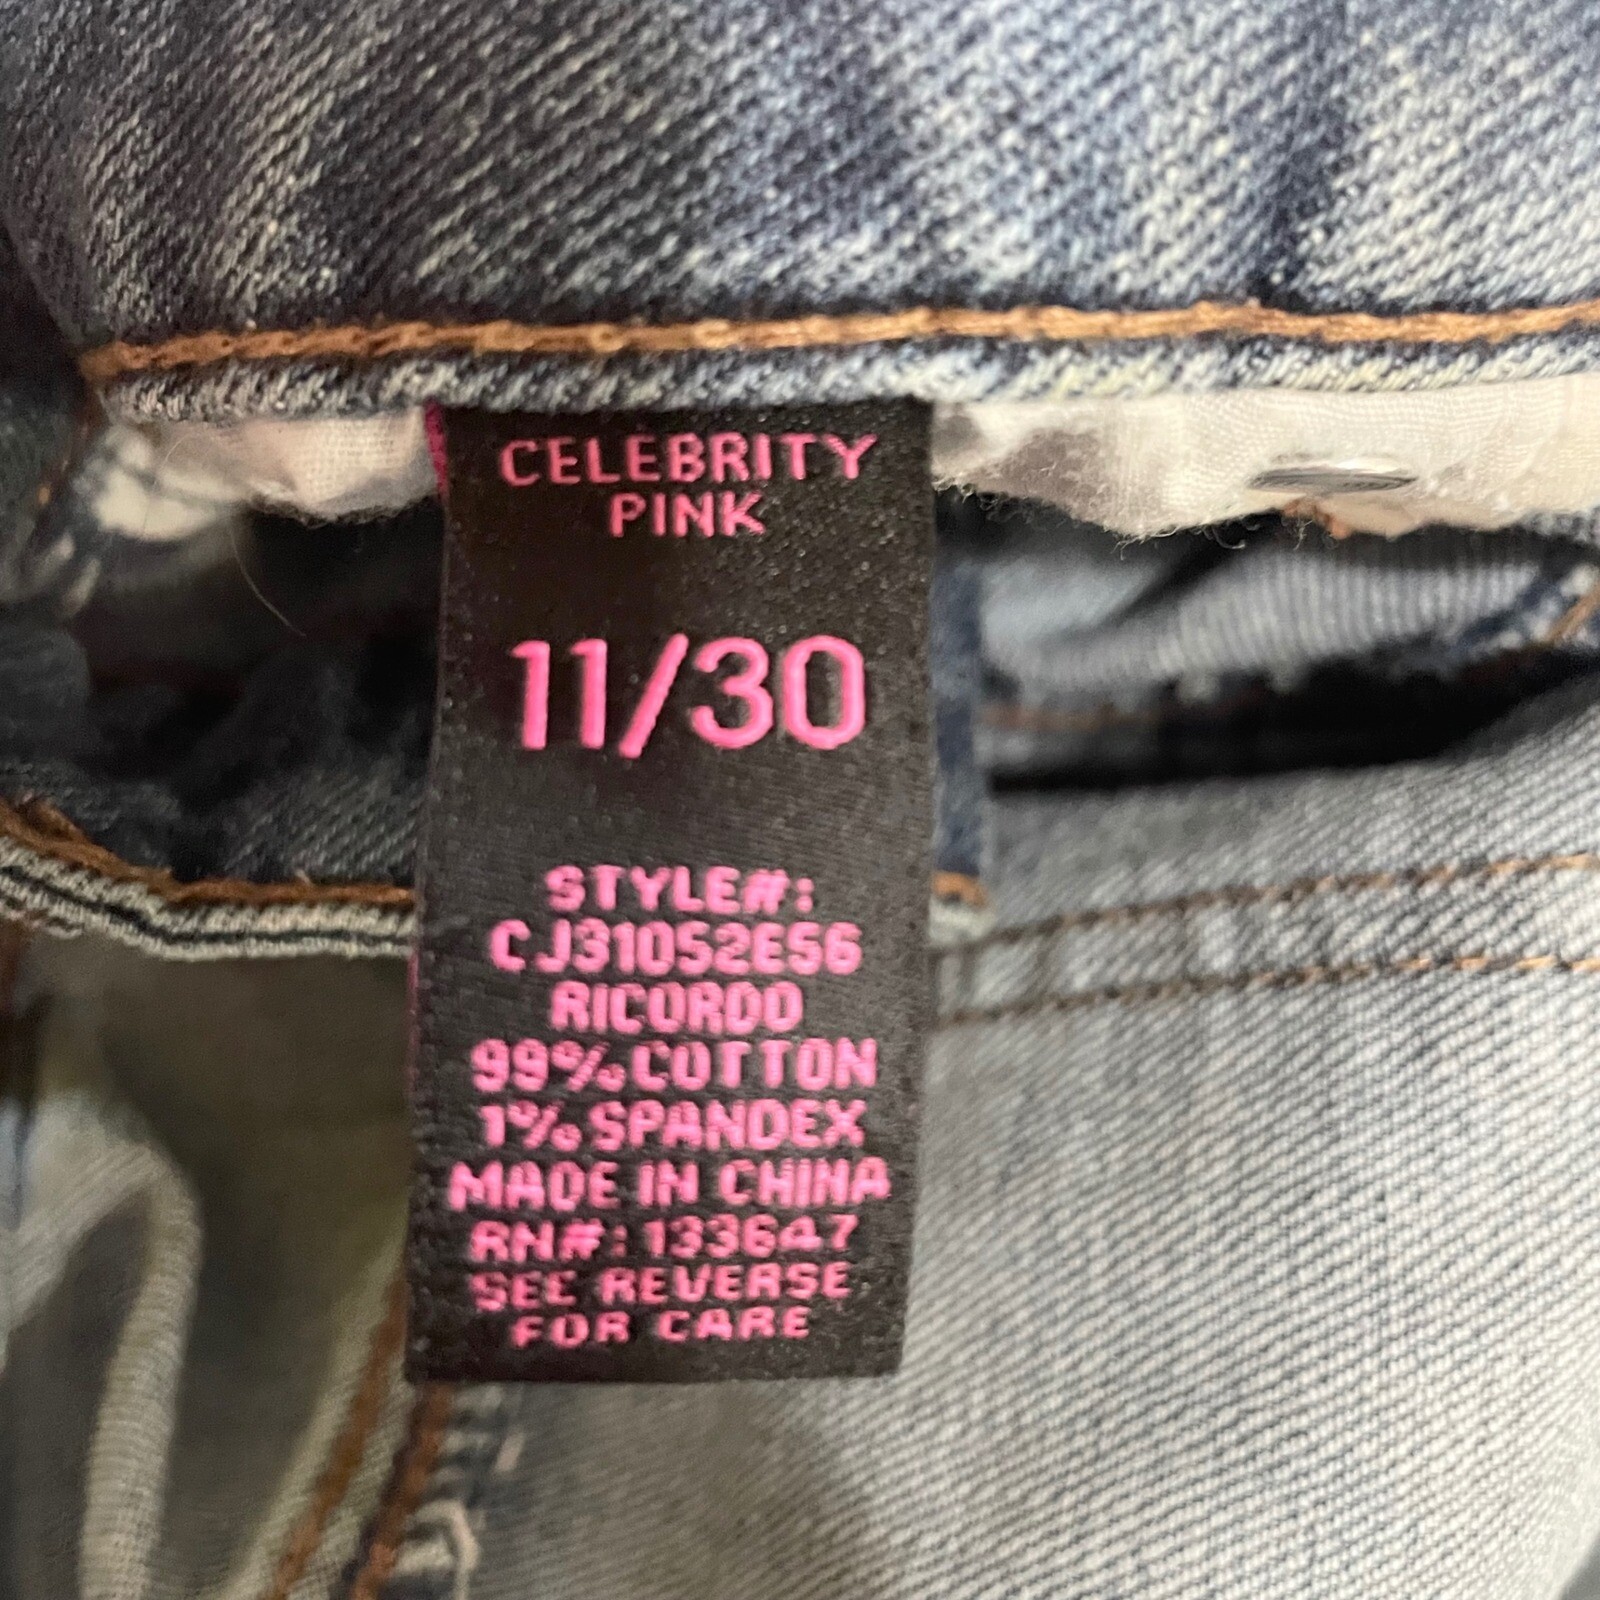 CELEBRITY
PINK
11/30
STYLE#:
CJ31052E56
RICORDO
99% COTTON
1% SPANDEX
MADE IN CHINA
RN#: 133647
SEE REVERSE
FOR CARE